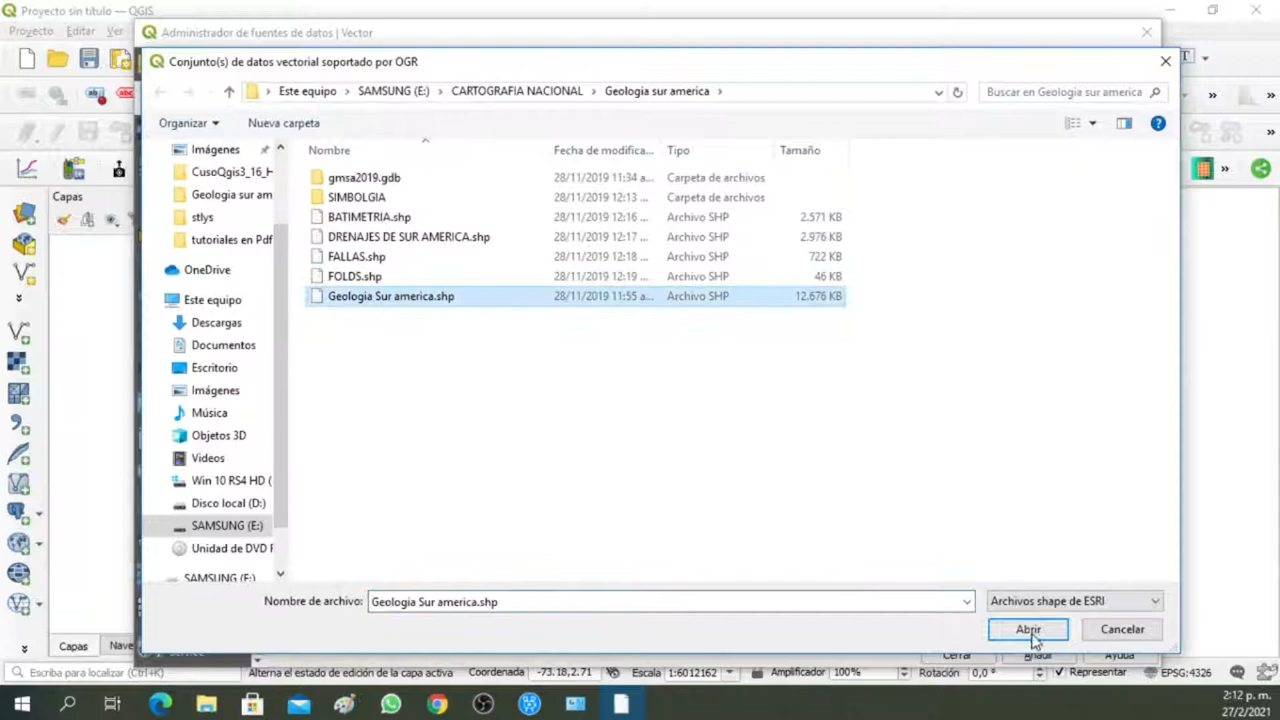 Proyecto sin título — QGIS
Proyecto Editar Ver
Administrador de fuentes de datos | Vector
Conjunto(s) de datos vectorial soportado por OGR
Este equipo > SAMSUNG (E:) > CARTOGRAFIA NACIONAL > Geologia sur america >
Buscar en Geologia sur america
Organizar
Nueva carpeta
Nombre
Fecha de modifica...
Tipo
Tamaño
gmsa2019.gdb 28/11/2019 11:34 a... Carpeta de archivos
SIMBOLGIA 28/11/2019 12:13 ... Carpeta de archivos
BATIMETRIA.shp 28/11/2019 12:16 ... Archivo SHP 2.571 KB
DRENAJES DE SUR AMERICA.shp 28/11/2019 12:17 ... Archivo SHP 2.976 KB
FALLAS.shp 28/11/2019 12:18 ... Archivo SHP 722 KB
FOLDS.shp 28/11/2019 12:19 ... Archivo SHP 46 KB
Geologia Sur america.shp 28/11/2019 11:55 a... Archivo SHP 12.676 KB
Capas
Imágenes
CusoQgis3_16_H
Geologia sur am
stlys
tutoriales en Pdf
OneDrive
Este equipo
Descargas
Documentos
Escritorio
Imágenes
Música
Objetos 3D
Videos
Win 10 RS4 HD (
Disco local (D:)
SAMSUNG (E:)
Unidad de DVD F
SAMSUNG (E:)
Nombre de archivo: Geologia Sur america.shp
Archivos shape de ESRI
Abrir
Cancelar
Capas
Nave
Cerrar
Añadir
Ayuda
Escriba para localizar (Ctrl+K)
Alterna el estado de edición de la capa activa
Coordenada -73.18,2.71
Escala 1:6012162
Amplificador 100%
Rotación 0,0 °
Representar
EPSG:4326
2:12 p. m.
27/2/2021